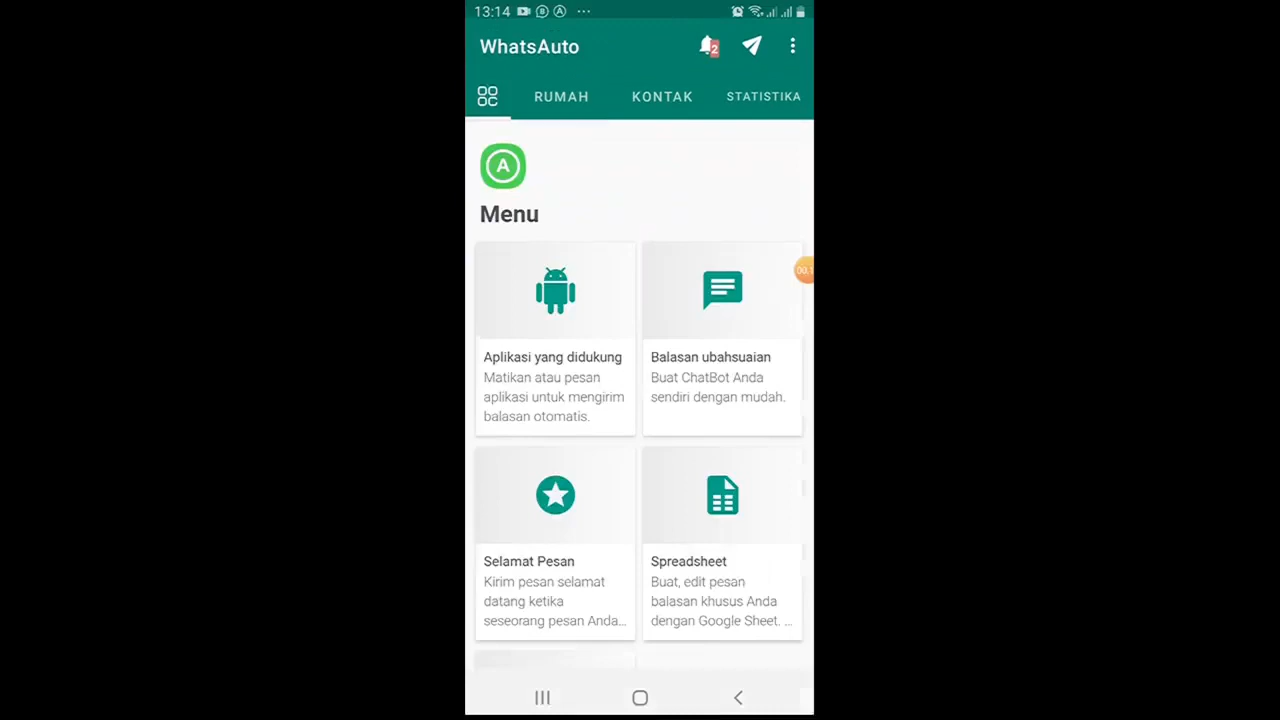 13:14
WhatsAuto
2
RUMAH
KONTAK
STATISTIKA
A
Menu
Aplikasi yang didukung
Matikan atau pesan
aplikasi untuk mengirim
balasan otomatis.
Balasan ubahsuaian
Buat ChatBot Anda
sendiri dengan mudah.
Selamat Pesan
Kirim pesan selamat
datang ketika
seseorang pesan Anda...
Spreadsheet
Buat, edit pesan
balasan khusus Anda
dengan Google Sheet. ...